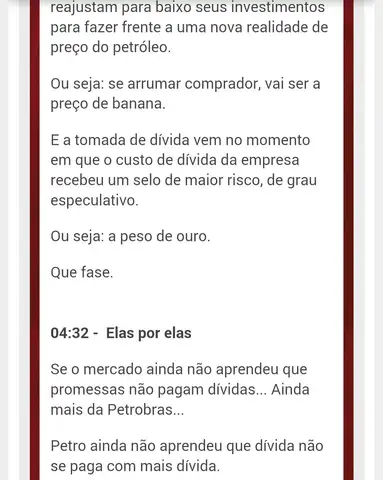 reajustam para baixo seus investimentos
para fazer frente a uma nova realidade de
preço do petróleo.
Ou seja: se arrumar comprador, vai ser a
preço de banana.
E a tomada de dívida vem no momento
em que o custo de dívida da empresa
recebeu um selo de maior risco, de grau
especulativo.
Ou seja: a peso de ouro.
Que fase.
04:32 - Elas por elas
Se o mercado ainda não aprendeu que
promessas não pagam dívidas... Ainda
mais da Petrobras...
Petro ainda não aprendeu que dívida não
se paga com mais dívida.